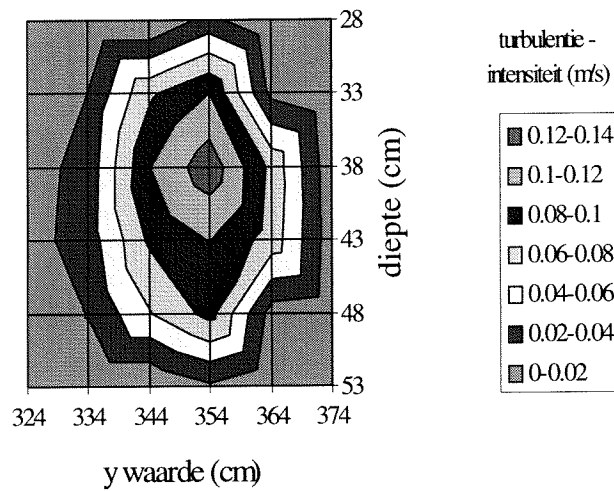 28
33
38
43
48
53
diepte (cm)
324 334 344 354 364 374
y waarde (cm)
turbulentie -
intensiteit (m/s)
0.12-0.14
0.1-0.12
0.08-0.1
0.06-0.08
0.04-0.06
0.02-0.04
0-0.02